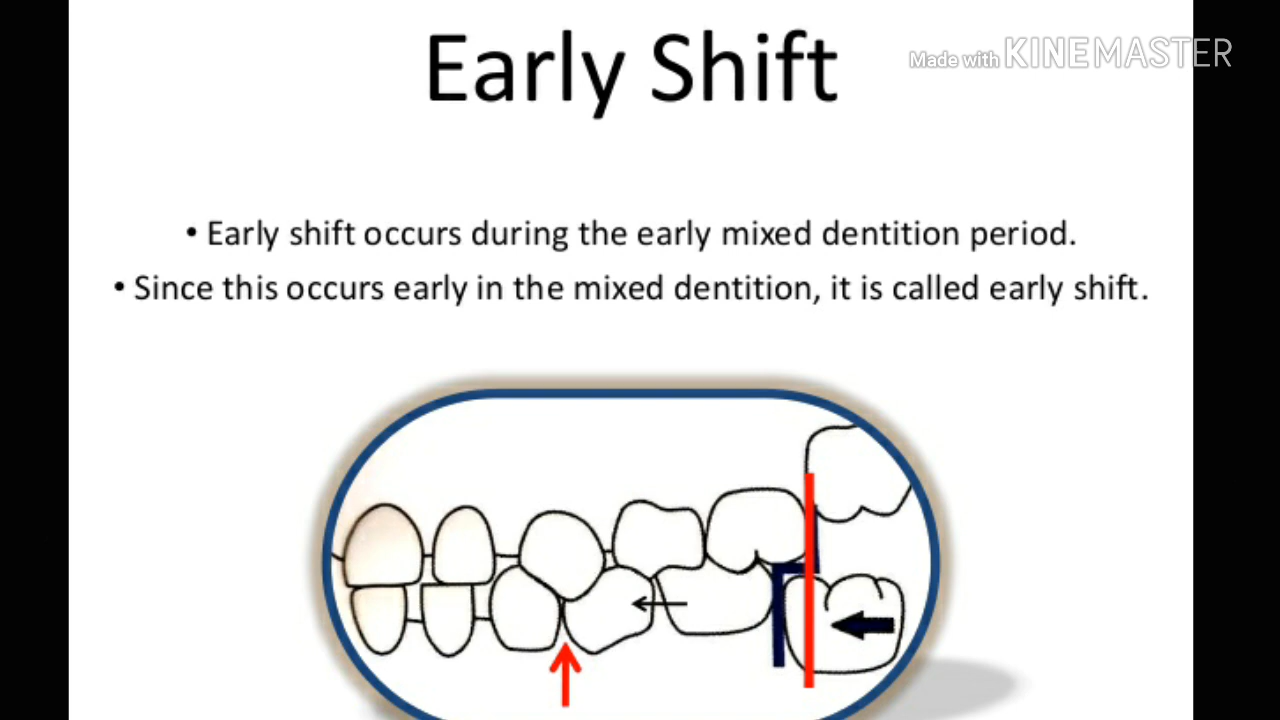 Early Shift
Made with KINEMASTER
• Early shift occurs during the early mixed dentition period.
• Since this occurs early in the mixed dentition, it is called early shift.